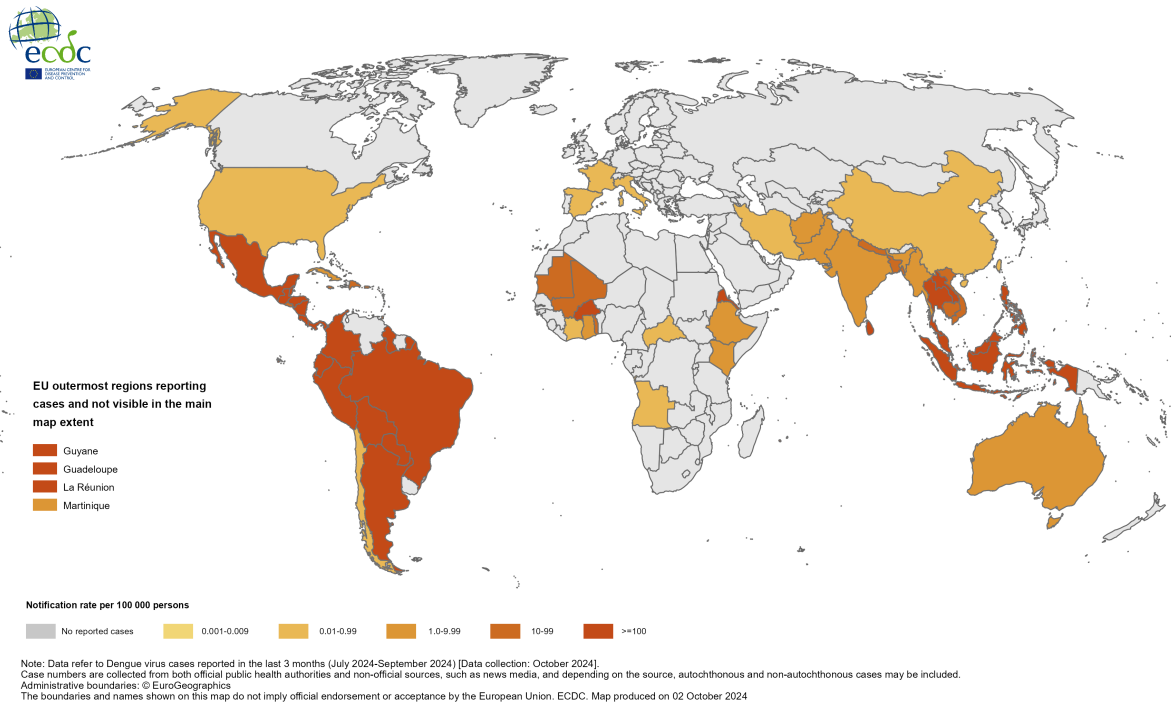 ecdc
EUROPEAN CENTRE FOR
DISEASE PREVENTION
AND CONTROL
EU outermost regions reporting
cases and not visible in the main
map extent
Guyane
Guadeloupe
La Réunion
Martinique
Notification rate per 100 000 persons
No reported cases
0.001-0.009
0.01-0.99
1.0-9.99
10-99
>=100
Note: Data refer to Dengue virus cases reported in the last 3 months (July 2024-September 2024) [Data collection: October 2024].
Case numbers are collected from both official public health authorities and non-official sources, such as news media, and depending on the source, autochthonous and non-autochthonous cases may be included.
Administrative boundaries: © EuroGeographics
The boundaries and names shown on this map do not imply official endorsement or acceptance by the European Union. ECDC. Map produced on 02 October 2024